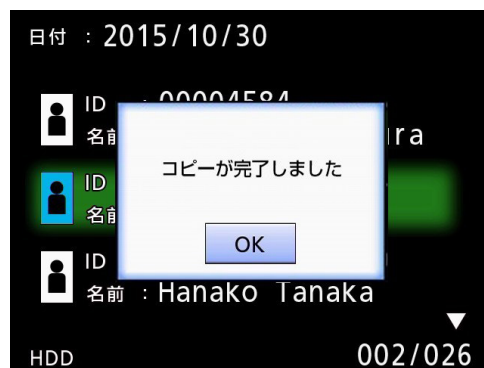 日付 : 2015/10/30
ID : 00004584
名前
コピーが完了しました
ID
名前
OK
ID
名前 : Hanako Tanaka
HDD 002/026